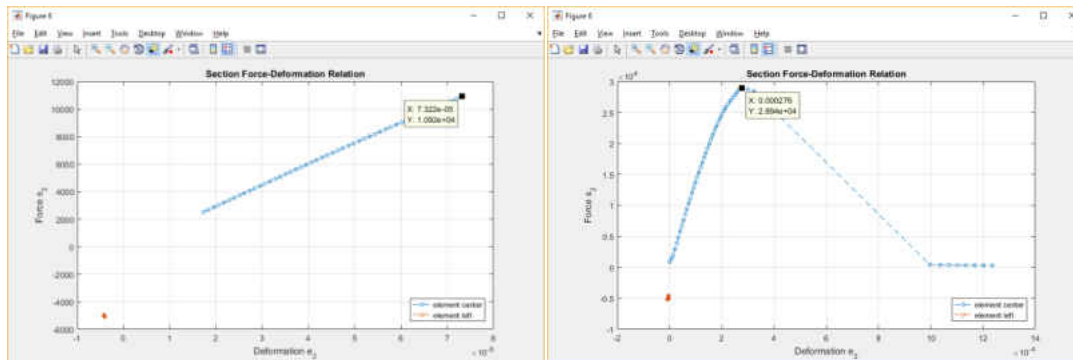 Figure 6
File Edit View Insert Tools Desktop Window Help
Section Force-Deformation Relation
12000
10000
8000
6000
4000
2000
0
-2000
-4000
-6000
Force s2
X: 7.322e-05
Y: 1.092e+04
element center
element left
-1 0 1 2 3 4 5 6 7 8
Deformation e2
Figure 6
File Edit View Insert Tools Desktop Window Help
Section Force-Deformation Relation
3
2.5
2
1.5
1
0.5
0
-0.5
-1
Force s2
X: 0.000276
Y: 2.894e+04
element center
element left
-2 0 2 4 6 8 10 12 14
Deformation e2